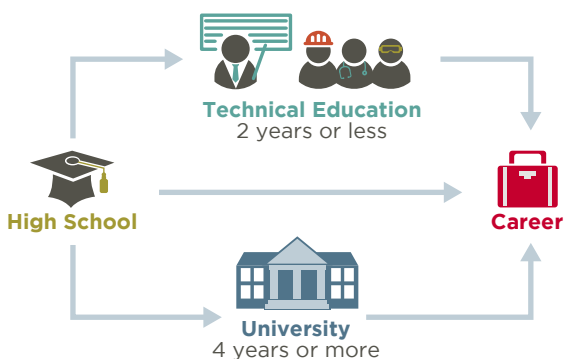 Technical Education
2 years or less
High School
Career
University
4 years or more